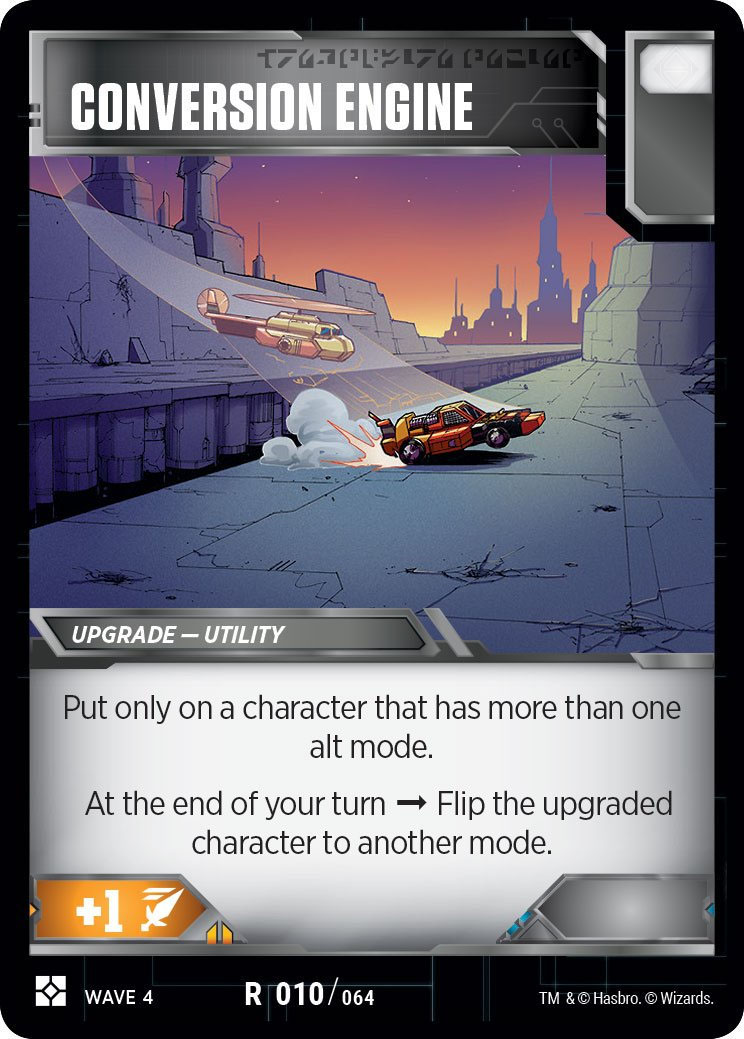 CONVERSION ENGINE
UPGRADE — UTILITY
Put only on a character that has more than one
alt mode.
At the end of your turn ➞ Flip the upgraded
character to another mode.
+1
WAVE 4
R 010/064
TM & © Hasbro. © Wizards.